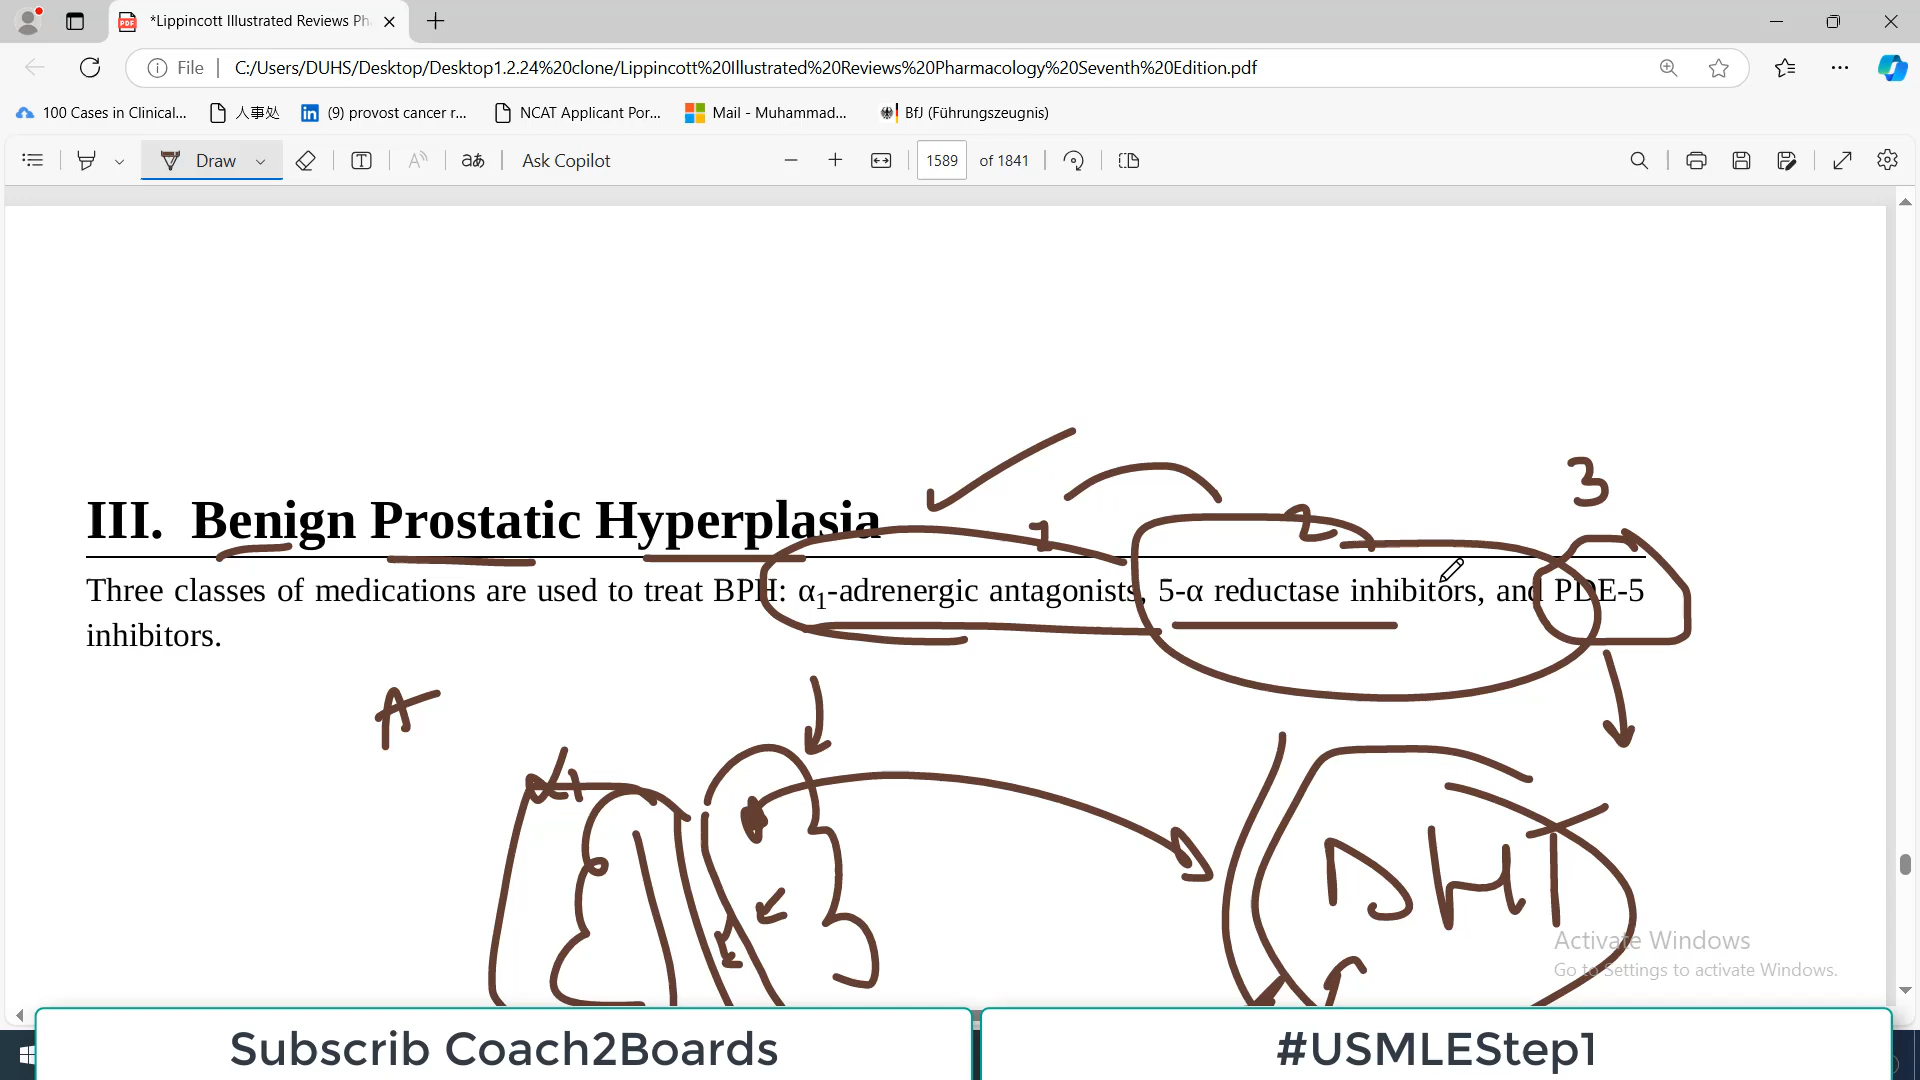 *Lippincott Illustrated Reviews Ph
File
C:/Users/DUHS/Desktop/Desktop1.2.24%20clone/Lippincott%20Illustrated%20Reviews%20Pharmacology%20Seventh%20Edition.pdf
100 Cases in Clinical...
人事处
(9) provost cancer r...
NCAT Applicant Por...
Mail - Muhammad...
BfJ (Führungszeugnis)
Draw
Ask Copilot
1589 of 1841
3
1 2
III. Benign Prostatic Hyperplasia
Three classes of medications are used to treat BPH: α1-adrenergic antagonists, 5-α reductase inhibitors, and PDE-5
inhibitors.
A
α1
DHT
Activate Windows
Go to Settings to activate Windows.
Subscrib Coach2Boards
#USMLEStep1